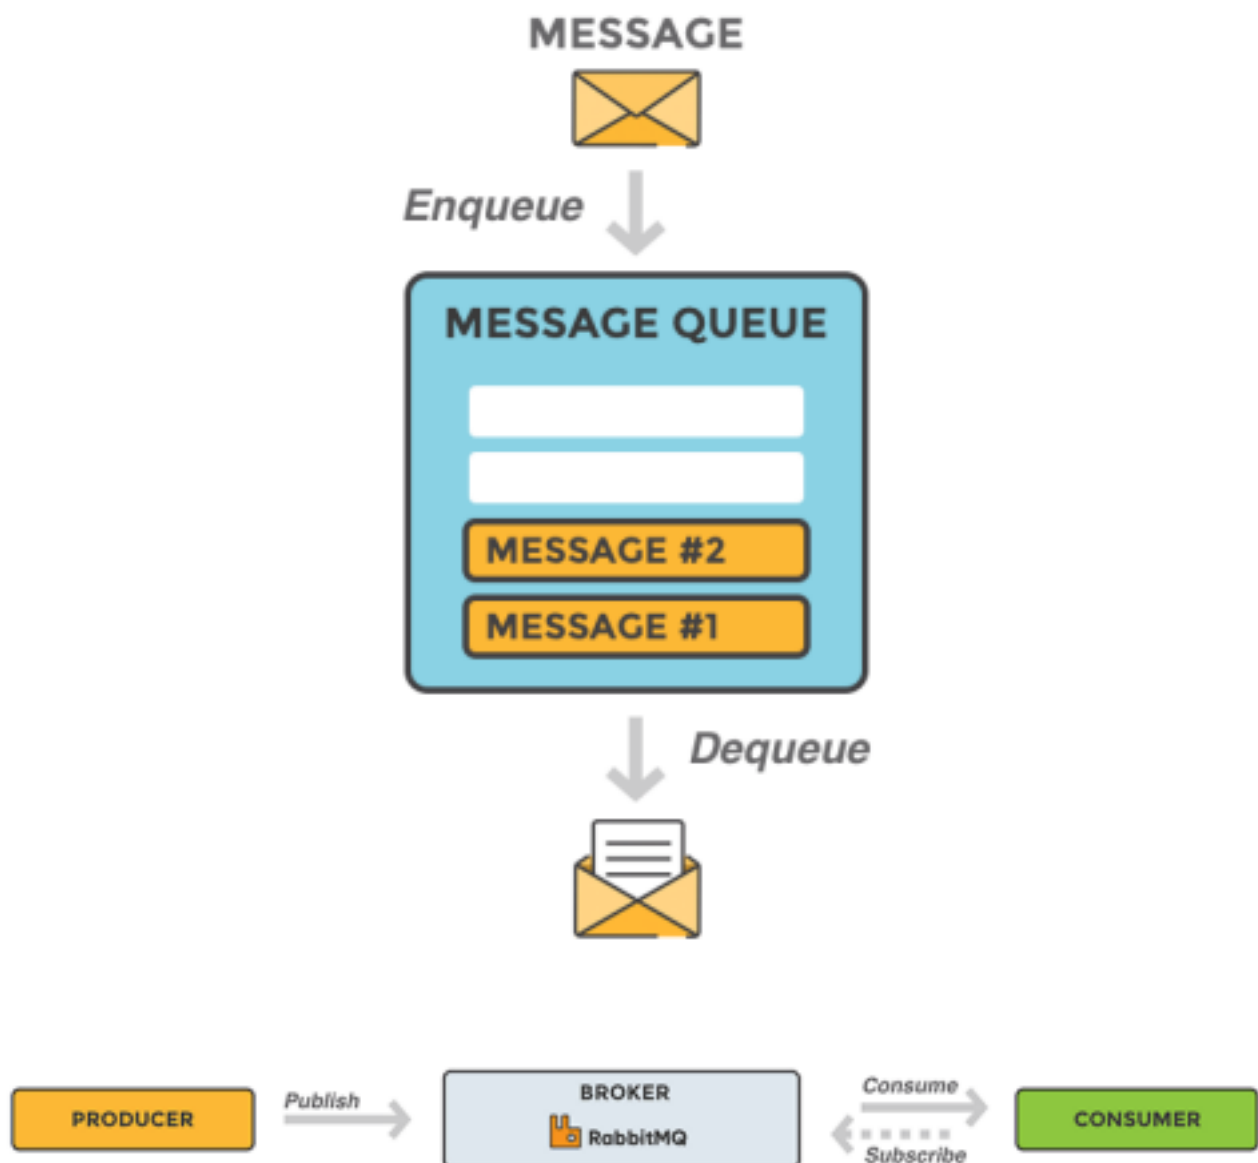 MESSAGE
Enqueue
MESSAGE QUEUE
MESSAGE #2
MESSAGE #1
Dequeue
PRODUCER
Publish
BROKER
RabbitMQ
Consume
Subscribe
CONSUMER